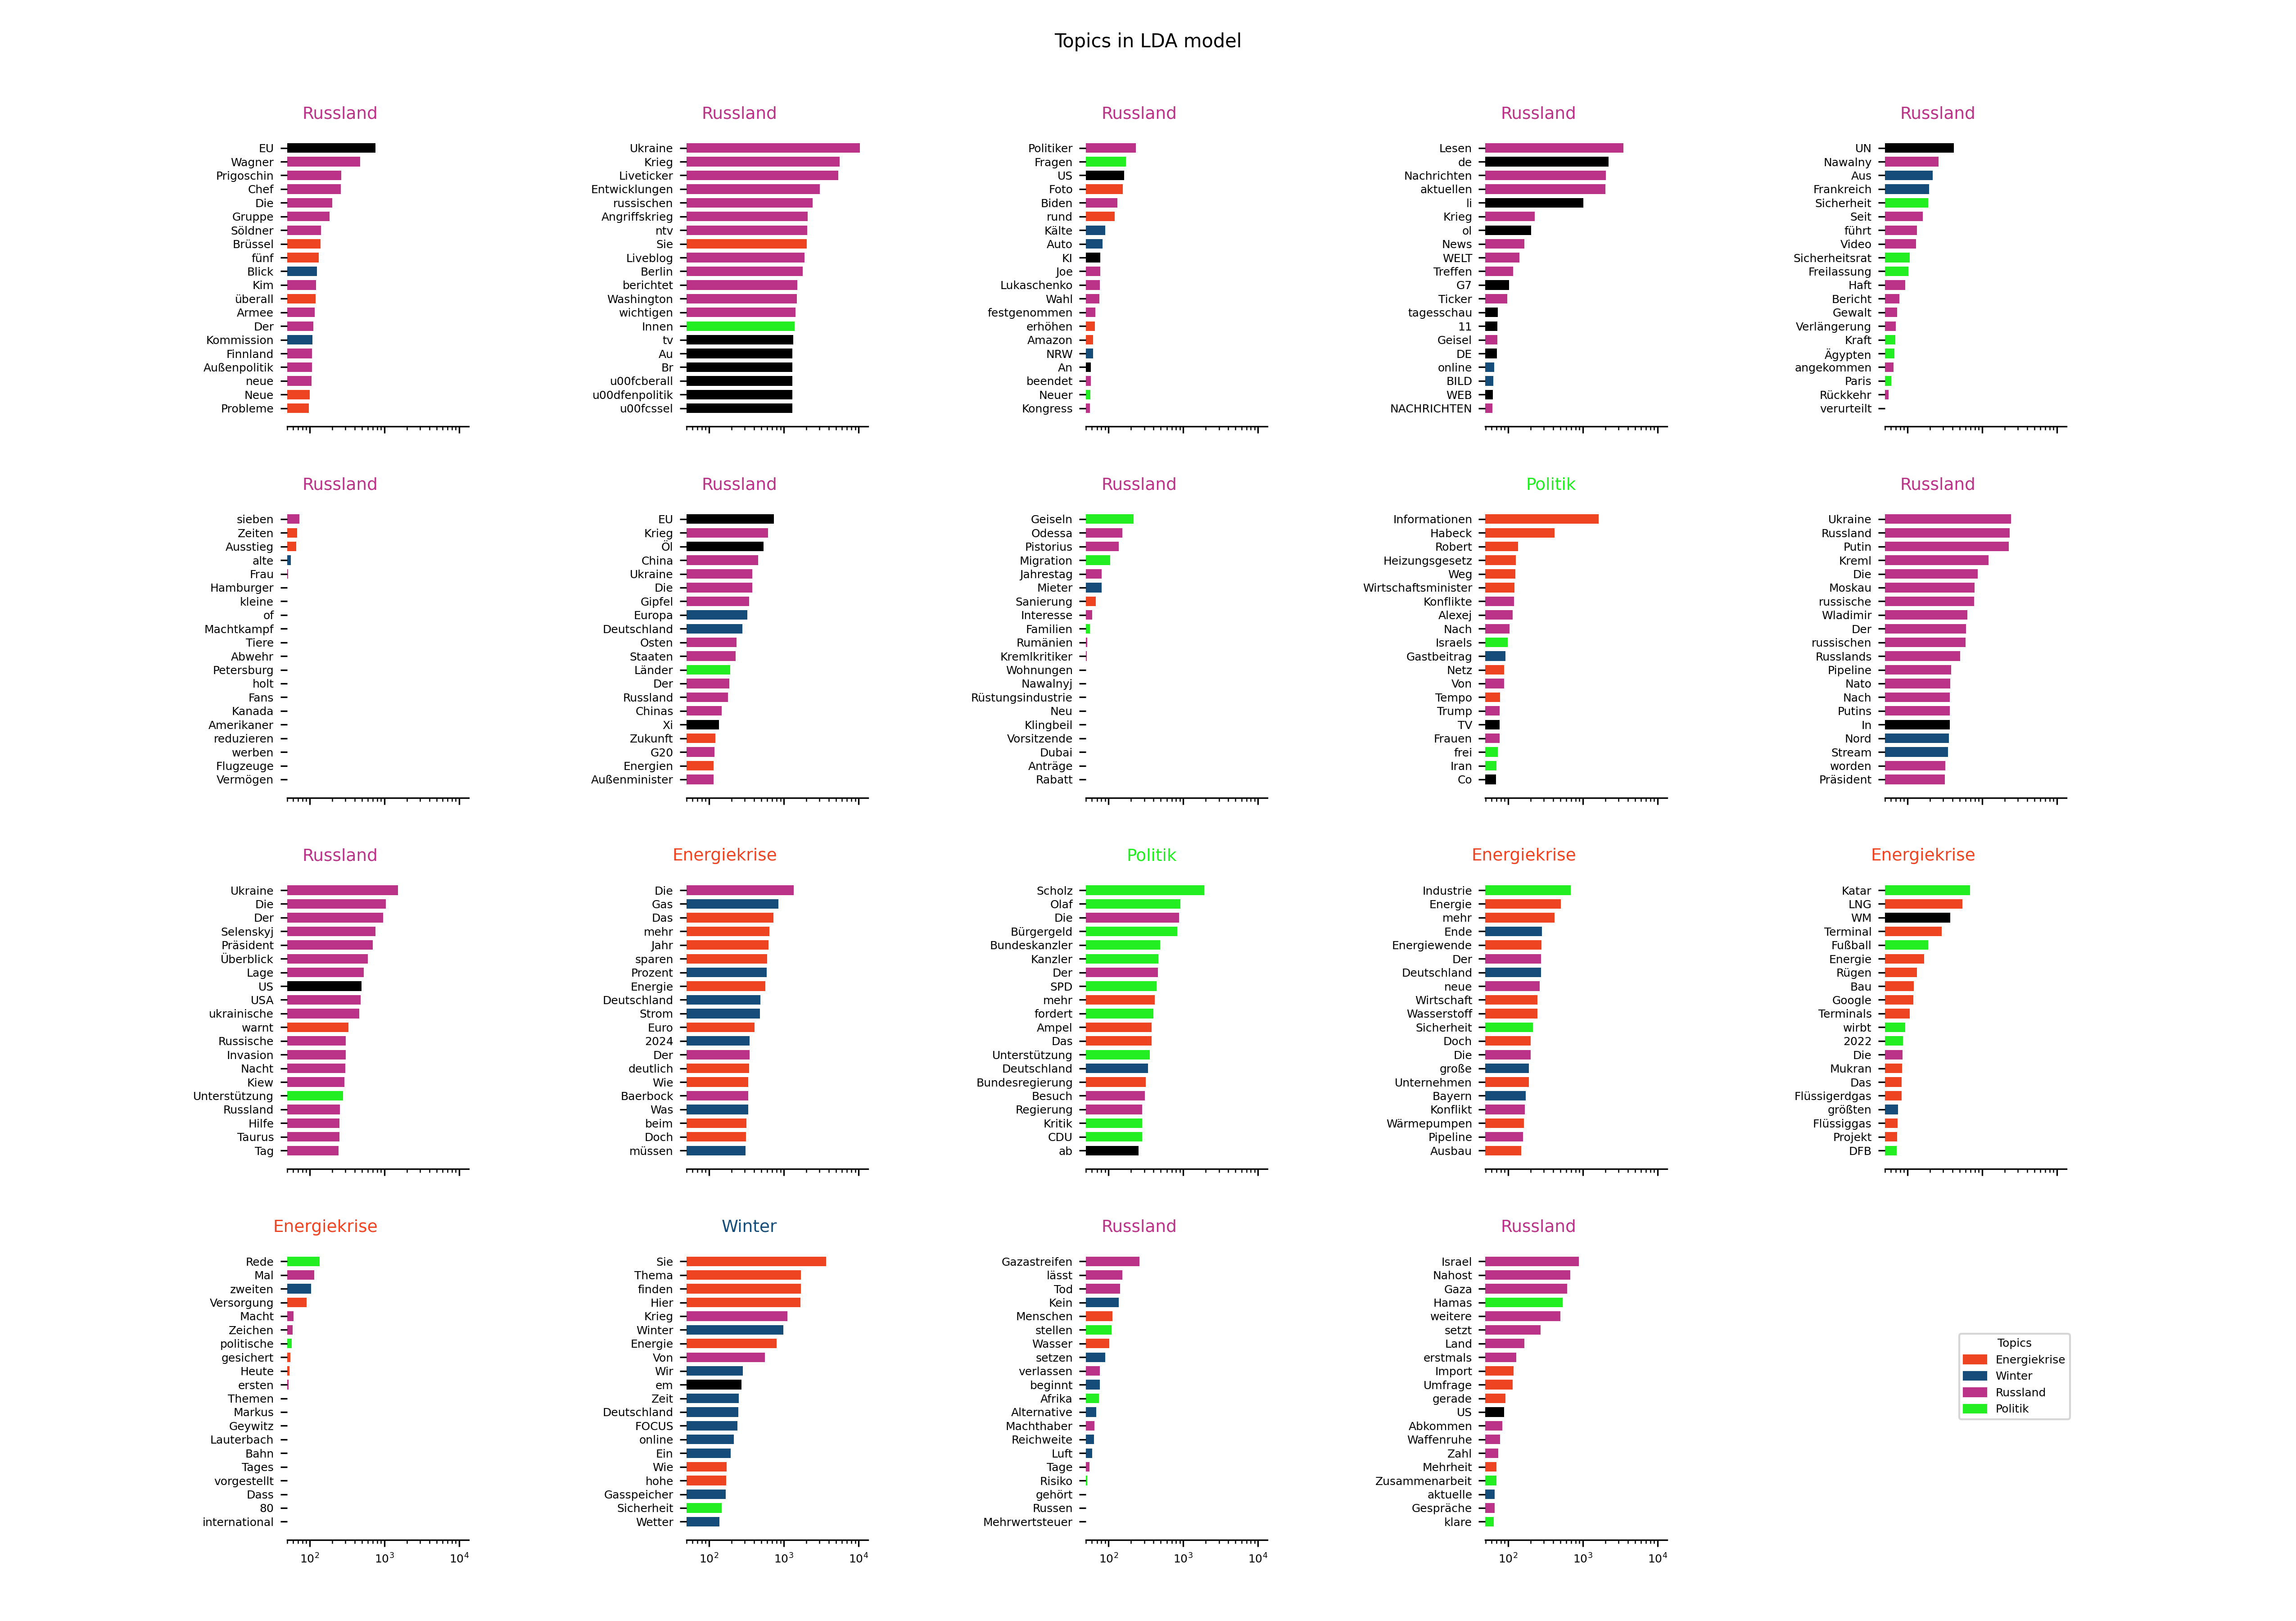 Topics in LDA model
Russland
EU
Wagner
Prigoschin
Chef
Die
Gruppe
Söldner
Brüssel
fünf
Blick
Kim
überall
Armee
Der
Kommission
Finnland
Außenpolitik
neue
Neue
Probleme
Russland
Ukraine
Krieg
Liveticker
Entwicklungen
russischen
Angriffskrieg
ntv
Sie
Liveblog
Berlin
berichtet
Washington
wichtigen
Innen
tv
Au
Br
u00fcberall
u00dfenpolitik
u00fcssel
Russland
Politiker
Fragen
US
Foto
Biden
rund
Kälte
Auto
KI
Joe
Lukaschenko
Wahl
festgenommen
erhöhen
Amazon
NRW
An
beendet
Neuer
Kongress
Russland
Lesen
de
Nachrichten
aktuellen
li
Krieg
ol
News
WELT
Treffen
G7
Ticker
tagesschau
11
Geisel
DE
online
BILD
WEB
NACHRICHTEN
Russland
UN
Nawalny
Aus
Frankreich
Sicherheit
Seit
führt
Video
Sicherheitsrat
Freilassung
Haft
Bericht
Gewalt
Verlängerung
Kraft
Ägypten
angekommen
Paris
Rückkehr
verurteilt
Russland
sieben
Zeiten
Ausstieg
alte
Frau
Hamburger
kleine
of
Machtkampf
Tiere
Abwehr
Petersburg
holt
Fans
Kanada
Amerikaner
reduzieren
werben
Flugzeuge
Vermögen
Russland
EU
Krieg
Öl
China
Ukraine
Die
Gipfel
Europa
Deutschland
Osten
Staaten
Länder
Der
Russland
Chinas
Xi
Zukunft
G20
Energien
Außenminister
Russland
Geiseln
Odessa
Pistorius
Migration
Jahrestag
Mieter
Sanierung
Interesse
Familien
Rumänien
Kremlkritiker
Wohnungen
Nawalnyj
Rüstungsindustrie
Neu
Klingbeil
Vorsitzende
Dubai
Anträge
Rabatt
Politik
Informationen
Habeck
Robert
Heizungsgesetz
Weg
Wirtschaftsminister
Konflikte
Alexej
Nach
Israels
Gastbeitrag
Netz
Von
Tempo
Trump
TV
Frauen
frei
Iran
Co
Russland
Ukraine
Russland
Putin
Kreml
Die
Moskau
russische
Wladimir
Der
russischen
Russlands
Pipeline
Nato
Nach
Putins
In
Nord
Stream
worden
Präsident
Russland
Ukraine
Die
Der
Selenskyj
Präsident
Überblick
Lage
US
USA
ukrainische
warnt
Russische
Invasion
Nacht
Kiew
Unterstützung
Russland
Hilfe
Taurus
Tag
Energiekrise
Die
Gas
Das
mehr
Jahr
sparen
Prozent
Energie
Deutschland
Strom
Euro
2024
Der
deutlich
Wie
Baerbock
Was
beim
Doch
müssen
Politik
Scholz
Olaf
Die
Bürgergeld
Bundeskanzler
Kanzler
Der
SPD
mehr
fordert
Ampel
Das
Unterstützung
Deutschland
Bundesregierung
Besuch
Regierung
Kritik
CDU
ab
Energiekrise
Industrie
Energie
mehr
Ende
Energiewende
Der
Deutschland
neue
Wirtschaft
Wasserstoff
Sicherheit
Doch
Die
große
Unternehmen
Bayern
Konflikt
Wärmepumpen
Pipeline
Ausbau
Energiekrise
Katar
LNG
WM
Terminal
Fußball
Energie
Rügen
Bau
Google
Terminals
wirbt
2022
Die
Mukran
Das
Flüssigerdgas
größten
Flüssiggas
Projekt
DFB
Energiekrise
Rede
Mal
zweiten
Versorgung
Macht
Zeichen
politische
gesichert
Heute
ersten
Themen
Markus
Geywitz
Lauterbach
Bahn
Tages
vorgestellt
Dass
80
international
10² 10³ 10⁴
Winter
Sie
Thema
finden
Hier
Krieg
Winter
Energie
Von
Wir
em
Zeit
Deutschland
FOCUS
online
Ein
Wie
hohe
Gasspeicher
Sicherheit
Wetter
10² 10³ 10⁴
Russland
Gazastreifen
lässt
Tod
Kein
Menschen
stellen
Wasser
setzen
verlassen
beginnt
Afrika
Alternative
Machthaber
Reichweite
Luft
Tage
Risiko
gehört
Russen
Mehrwertsteuer
10² 10³ 10⁴
Russland
Israel
Nahost
Gaza
Hamas
weitere
setzt
Land
erstmals
Import
Umfrage
gerade
US
Abkommen
Waffenruhe
Zahl
Mehrheit
Zusammenarbeit
aktuelle
Gespräche
klare
10² 10³ 10⁴
Topics
Energiekrise
Winter
Russland
Politik